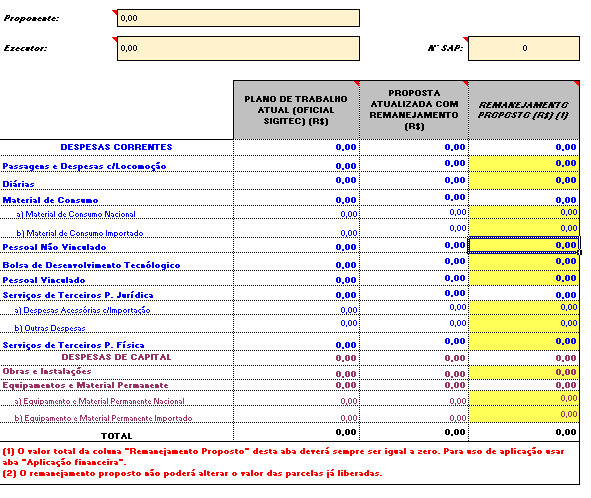 Proponente: 0,00
Executor: 0,00 Nº SAP: 0
PLANO DE TRABALHO ATUAL (OFICIAL SIGITEC) (R$) PROPOSTA ATUALIZADA COM REMANEJAMENTO (R$) REMANEJAMENTO PROPOSTO (R$) (1)
DESPESAS CORRENTES 0,00 0,00 0,00
Passagens e Despesas c/Locomoção 0,00 0,00 0,00
Diárias 0,00 0,00 0,00
Material de Consumo 0,00 0,00 0,00
a) Material de Consumo Nacional 0,00 0,00 0,00
b) Material de Consumo Importado 0,00 0,00 0,00
Pessoal Não Vinculado 0,00 0,00 0,00
Bolsa de Desenvolvimento Tecnólogico 0,00 0,00 0,00
Pessoal Vinculado 0,00 0,00 0,00
Serviços de Terceiros P. Jurídica 0,00 0,00 0,00
a) Despesas Acessórias c/Importação 0,00 0,00 0,00
b) Outras Despesas 0,00 0,00 0,00
Serviços de Terceiros P. Física 0,00 0,00 0,00
DESPESAS DE CAPITAL 0,00 0,00 0,00
Obras e Instalações 0,00 0,00 0,00
Equipamentos e Material Permanente 0,00 0,00 0,00
a) Equipamento e Material Permanente Nacional 0,00 0,00 0,00
b) Equipamento e Material Permanente Importado 0,00 0,00 0,00
TOTAL 0,00 0,00 0,00
(1) O valor total da coluna "Remanejamento Proposto" desta aba deverá sempre ser igual a zero. Para uso de aplicação usar
aba "Aplicação financeira".
(2) O remanejamento proposto não poderá alterar o valor das parcelas já liberadas.